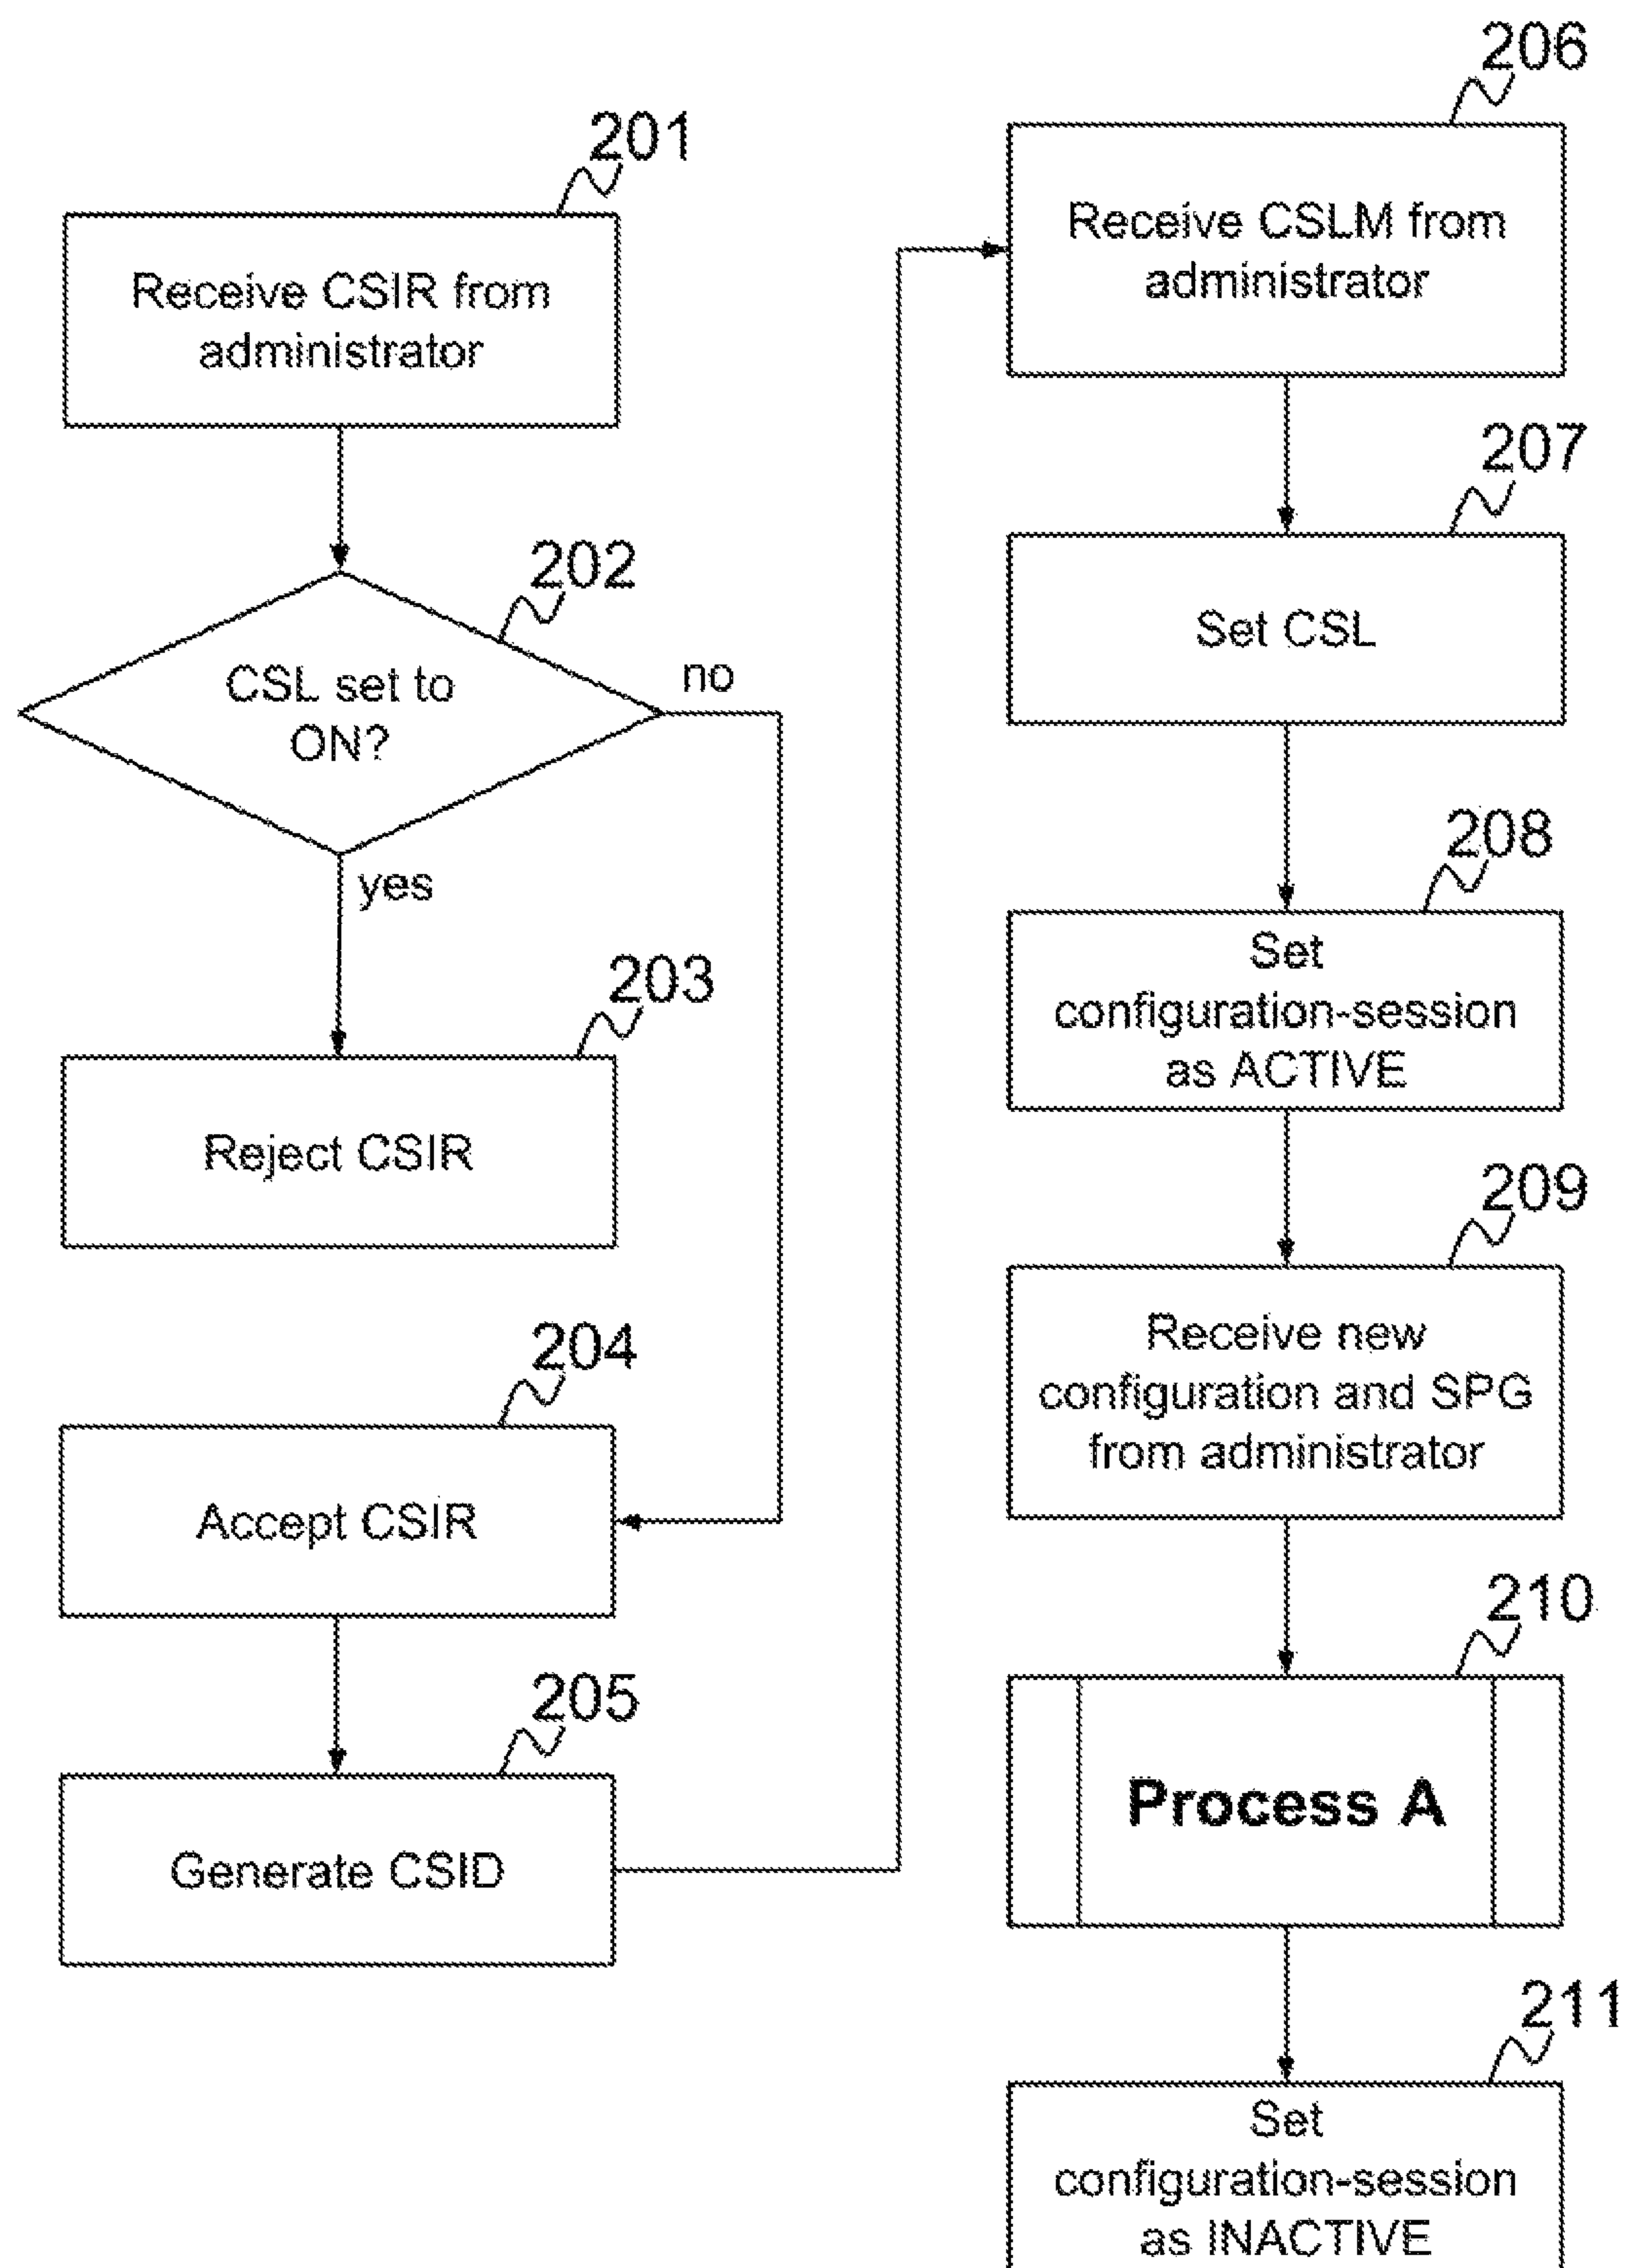 201
Receive CSIR from
administrator
202
CSL set to
ON?
no
yes
203
Reject CSIR
204
Accept CSIR
205
Generate CSID
206
Receive CSLM from
administrator
207
Set CSL
208
Set
configuration-session
as ACTIVE
209
Receive new
configuration and SPG
from administrator
210
Process A
211
Set
configuration-session
as INACTIVE